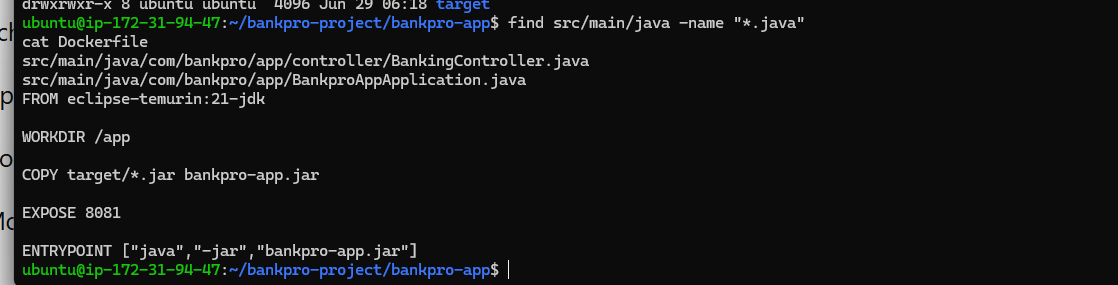 drwxrwxr-x 8 ubuntu ubuntu  4096 Jun 29 06:18 target
ubuntu@ip-172-31-94-47:~/bankpro-project/bankpro-app$ find src/main/java -name "*.java"
cat Dockerfile
src/main/java/com/bankpro/app/controller/BankingController.java
src/main/java/com/bankpro/app/BankproAppApplication.java
FROM eclipse-temurin:21-jdk
WORKDIR /app
COPY target/*.jar bankpro-app.jar
EXPOSE 8081
ENTRYPOINT ["java","-jar","bankpro-app.jar"]
ubuntu@ip-172-31-94-47:~/bankpro-project/bankpro-app$